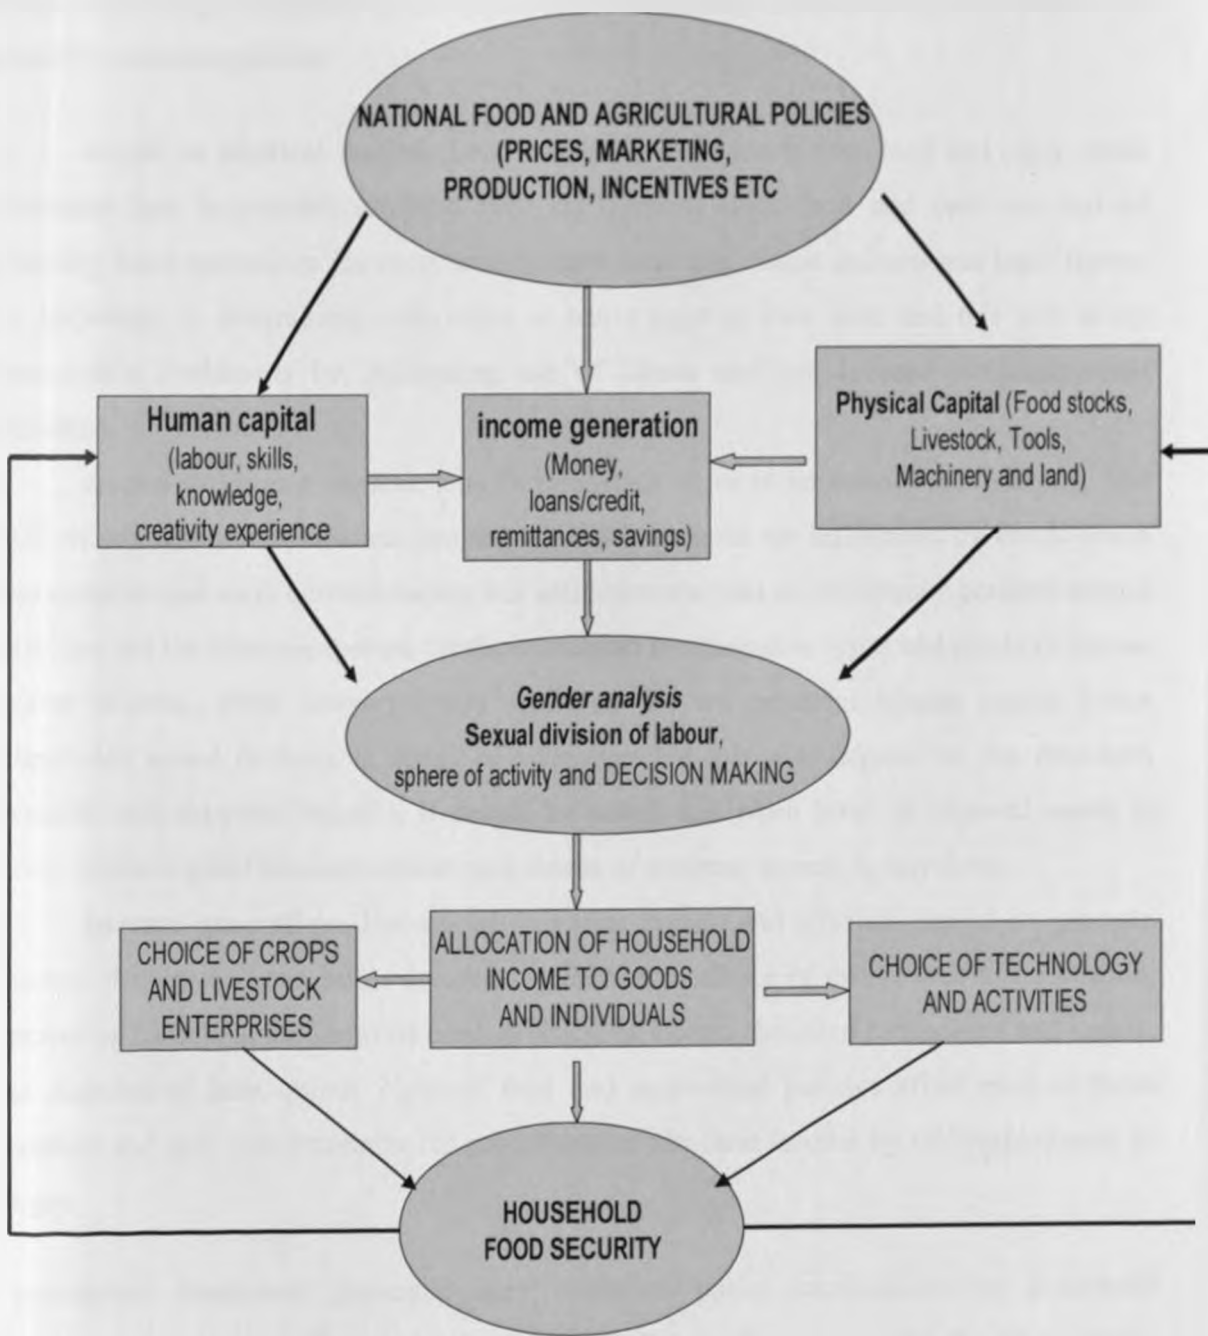 NATIONAL FOOD AND AGRICULTURAL POLICIES
(PRICES, MARKETING,
PRODUCTION, INCENTIVES ETC
Human capital
(labour, skills,
knowledge,
creativity experience
income generation
(Money,
loans/credit,
remittances, savings)
Physical Capital (Food stocks,
Livestock, Tools,
Machinery and land)
Gender analysis
Sexual division of labour,
sphere of activity and DECISION MAKING
CHOICE OF CROPS
AND LIVESTOCK
ENTERPRISES
ALLOCATION OF HOUSEHOLD
INCOME TO GOODS
AND INDIVIDUALS
CHOICE OF TECHNOLOGY
AND ACTIVITIES
HOUSEHOLD
FOOD SECURITY